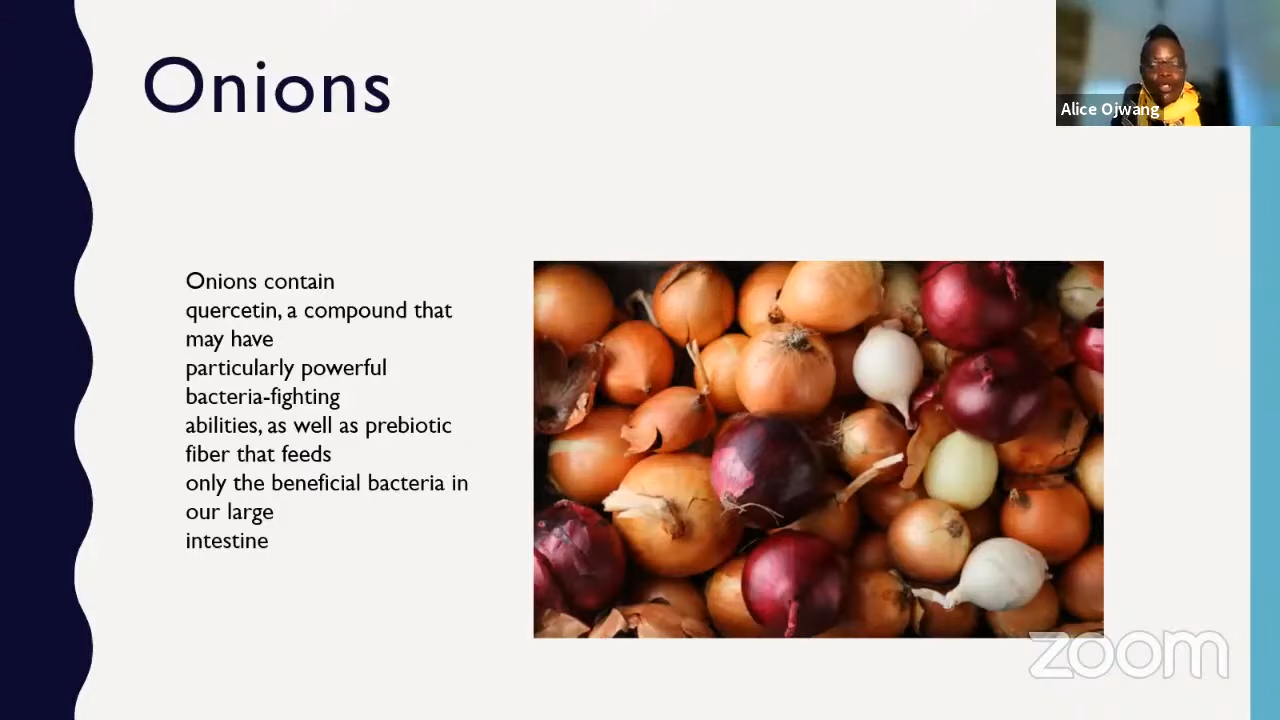 Onions
Alice Ojwang
Onions contain
quercetin, a compound that
may have
particularly powerful
bacteria-fighting
abilities, as well as prebiotic
fiber that feeds
only the beneficial bacteria in
our large
intestine
zoom